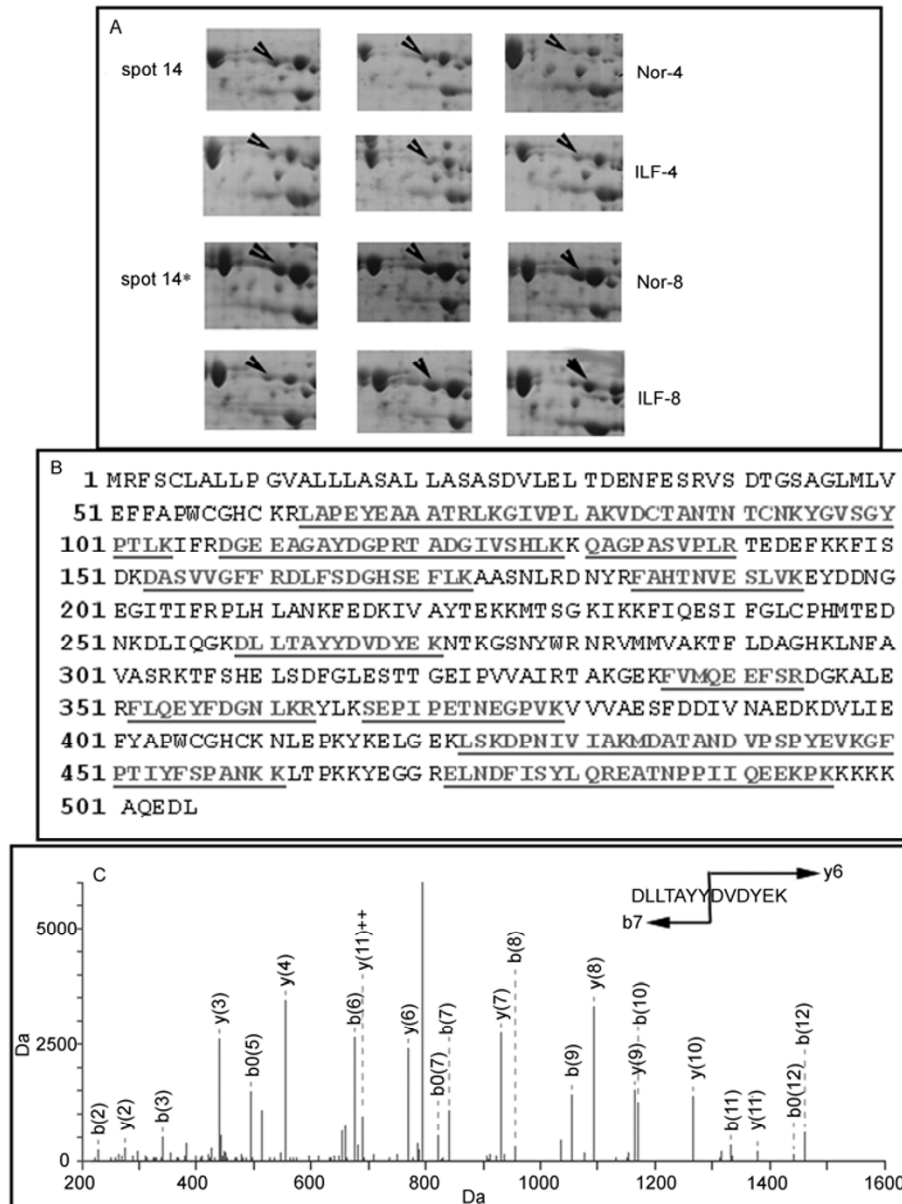 A
spot 14
Nor-4
ILF-4
spot 14*
Nor-8
ILF-8
B
1 MRFSCLALLP GVALLLASAL LASASDVLEL TDENFESRVS DTGSAGLMLV
51 EFFAPWCGHC KRLAPEYEAA ATRLKGIVPL AKVDCTANTN TCNKYGVSGY
101 PTLKIFRDGE EAGAYDGPRT ADGIVSHLKK QAGPASVPLR TEDEFKKFIS
151 DKDASVVGFF RDLFSDGHSE FLKAASNLRD NYRFAHTNVE SLVKEYDDNG
201 EGITIFRPLH LANKFEDKIV AYTEKKMTSG KIKKFIQESI FGLCPHMTED
251 NKDLIQGKDL LTAYYDVDYE KNTKGSNYWR NRVMMVAKTF LDAGHKLNFA
301 VASRKTFSHE LSDFGLESTT GEIPVVAIRT AKGEKFVMQE EFSRDGKALE
351 RFLQEYFDGN LKRYLKSEPI PETNEGPVKV VVAESFDDIV NAEDKDVLIE
401 FYAPWCGHCK NLEPKYKELG EKLSKDPNIV IAKMDATAND VPSPYEVKGF
451 PTIYFSPANK KLTPKKYEGG RELNDFISYL QREATNPPII QEEKPKKKKK
501 AQEDL
C
y6
DLLTAYYDVDYEK
b7
5000
2500
0
Da
b(2)
y(2)
b(3)
y(3)
b0(5)
y(4)
b(6)
y(11)++
y(6)
b0(7)
b(7)
y(7)
b(8)
b(9)
y(8)
y(9)
b(10)
y(10)
b(11)
y(11)
b0(12)
b(12)
200 400 600 800 1000 1200 1400 1600
Da